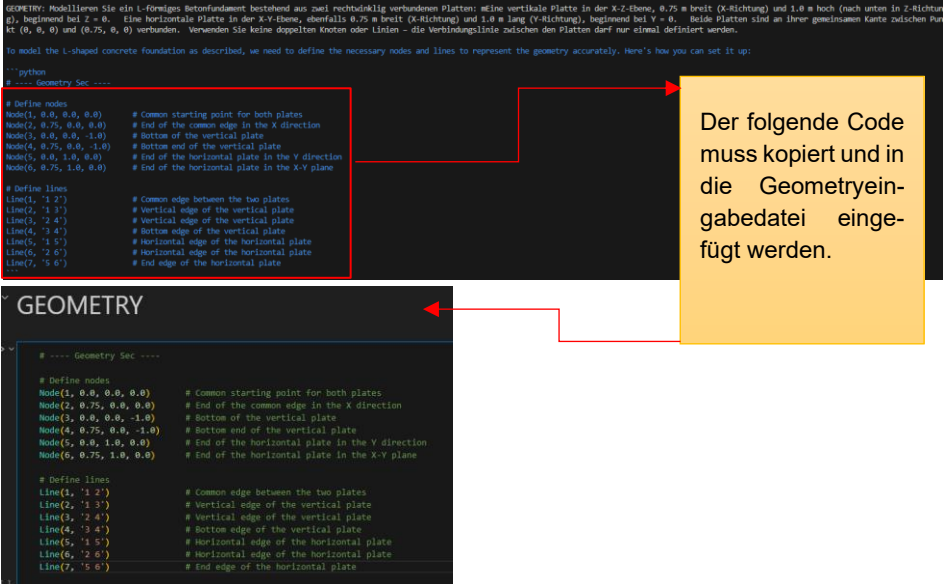 GEOMETRY: Modellieren Sie ein L-förmiges Betonfundament bestehend aus zwei rechtwinklig verbundenen Platten: mEine vertikale Platte in der X-Z-Ebene, 0.75 m breit (X-Richtung) und 1.0 m hoch (nach unten in Z-Richtun
g), beginnend bei Z = 0. Eine horizontale Platte in der X-Y-Ebene, ebenfalls 0.75 m breit (X-Richtung) und 1.0 m lang (Y-Richtung), beginnend bei Y = 0. Beide Platten sind an ihrer gemeinsamen Kante zwischen Pun
kt (0, 0, 0) und (0.75, 0, 0) verbunden. Verwenden Sie keine doppelten Knoten oder Linien – die Verbindungslinie zwischen den Platten darf nur einmal definiert werden.
To model the L-shaped concrete foundation as described, we need to define the necessary nodes and lines to represent the geometry accurately. Here's how you can set it up:
```python
# ---- Geometry Sec ----
# Define nodes
Node(1, 0.0, 0.0, 0.0) # Common starting point for both plates
Node(2, 0.75, 0.0, 0.0) # End of the common edge in the X direction
Node(3, 0.0, 0.0, -1.0) # Bottom of the vertical plate
Node(4, 0.75, 0.0, -1.0) # Bottom end of the vertical plate
Node(5, 0.0, 1.0, 0.0) # End of the horizontal plate in the Y direction
Node(6, 0.75, 1.0, 0.0) # End of the horizontal plate in the X-Y plane
# Define lines
Line(1, '1 2') # Common edge between the two plates
Line(2, '1 3') # Vertical edge of the vertical plate
Line(3, '2 4') # Vertical edge of the vertical plate
Line(4, '3 4') # Bottom edge of the vertical plate
Line(5, '1 5') # Horizontal edge of the horizontal plate
Line(6, '2 6') # Horizontal edge of the horizontal plate
Line(7, '5 6') # End edge of the horizontal plate
```
Der folgende Code
muss kopiert und in
die Geometryein-
gabedatei einge-
fügt werden.
GEOMETRY
# ---- Geometry Sec ----
# Define nodes
Node(1, 0.0, 0.0, 0.0) # Common starting point for both plates
Node(2, 0.75, 0.0, 0.0) # End of the common edge in the X direction
Node(3, 0.0, 0.0, -1.0) # Bottom of the vertical plate
Node(4, 0.75, 0.0, -1.0) # Bottom end of the vertical plate
Node(5, 0.0, 1.0, 0.0) # End of the horizontal plate in the Y direction
Node(6, 0.75, 1.0, 0.0) # End of the horizontal plate in the X-Y plane
# Define lines
Line(1, '1 2') # Common edge between the two plates
Line(2, '1 3') # Vertical edge of the vertical plate
Line(3, '2 4') # Vertical edge of the vertical plate
Line(4, '3 4') # Bottom edge of the vertical plate
Line(5, '1 5') # Horizontal edge of the horizontal plate
Line(6, '2 6') # Horizontal edge of the horizontal plate
Line(7, '5 6') # End edge of the horizontal plate